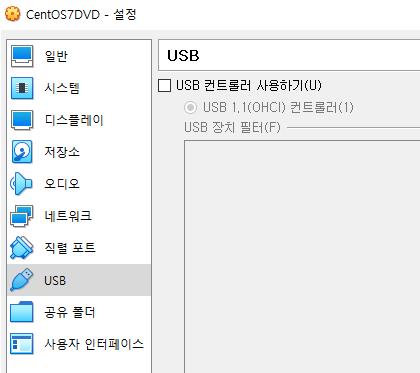 CentOS7DVD - 설정
일반
시스템
디스플레이
저장소
오디오
네트워크
직렬 포트
USB
공유 폴더
사용자 인터페이스
USB
USB 컨트롤러 사용하기(U)
USB 1,1(OHCI) 컨트롤러(1)
USB 장치 필터(F)